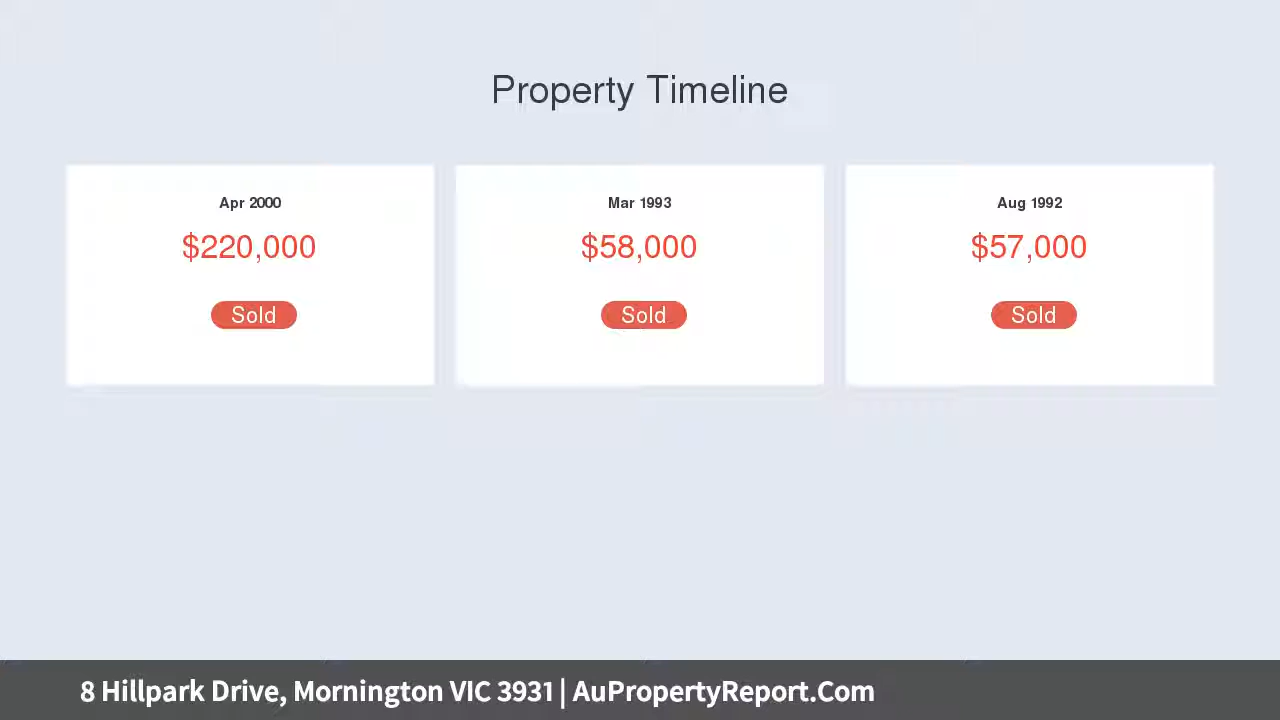 Property Timeline
Apr 2000
$220,000
Sold
Mar 1993
$58,000
Sold
Aug 1992
$57,000
Sold
8 Hillpark Drive, Mornington VIC 3931 | AuPropertyReport.Com